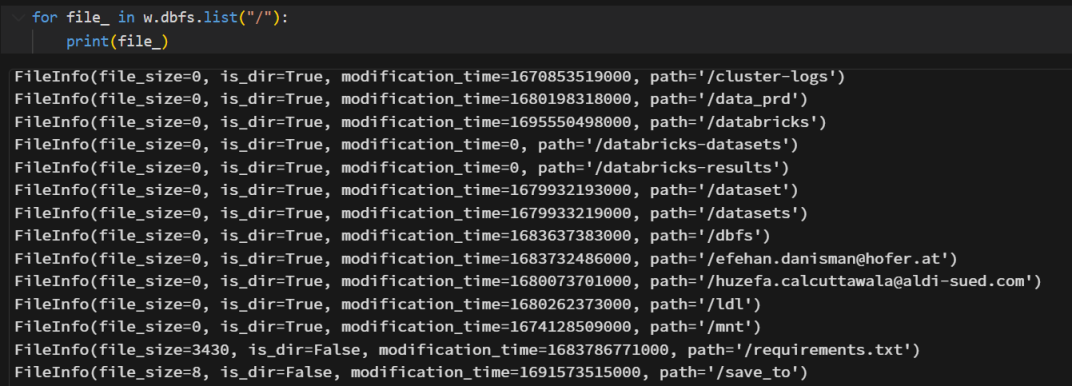 for file_ in w.dbfs.list("/"):
    print(file_)
FileInfo(file_size=0, is_dir=True, modification_time=1670853519000, path='/cluster-logs')
FileInfo(file_size=0, is_dir=True, modification_time=1680198318000, path='/data_prd')
FileInfo(file_size=0, is_dir=True, modification_time=1695550498000, path='/databricks')
FileInfo(file_size=0, is_dir=True, modification_time=0, path='/databricks-datasets')
FileInfo(file_size=0, is_dir=True, modification_time=0, path='/databricks-results')
FileInfo(file_size=0, is_dir=True, modification_time=1679932193000, path='/dataset')
FileInfo(file_size=0, is_dir=True, modification_time=1679933219000, path='/datasets')
FileInfo(file_size=0, is_dir=True, modification_time=1683637383000, path='/dbfs')
FileInfo(file_size=0, is_dir=True, modification_time=1683732486000, path='/efehan.danisman@hofer.at')
FileInfo(file_size=0, is_dir=True, modification_time=1680073701000, path='/huzefa.calcuttawala@aldi-sued.com')
FileInfo(file_size=0, is_dir=True, modification_time=1680262373000, path='/ldl')
FileInfo(file_size=0, is_dir=True, modification_time=1674128509000, path='/mnt')
FileInfo(file_size=3430, is_dir=False, modification_time=1683786771000, path='/requirements.txt')
FileInfo(file_size=8, is_dir=False, modification_time=1691573515000, path='/save_to')